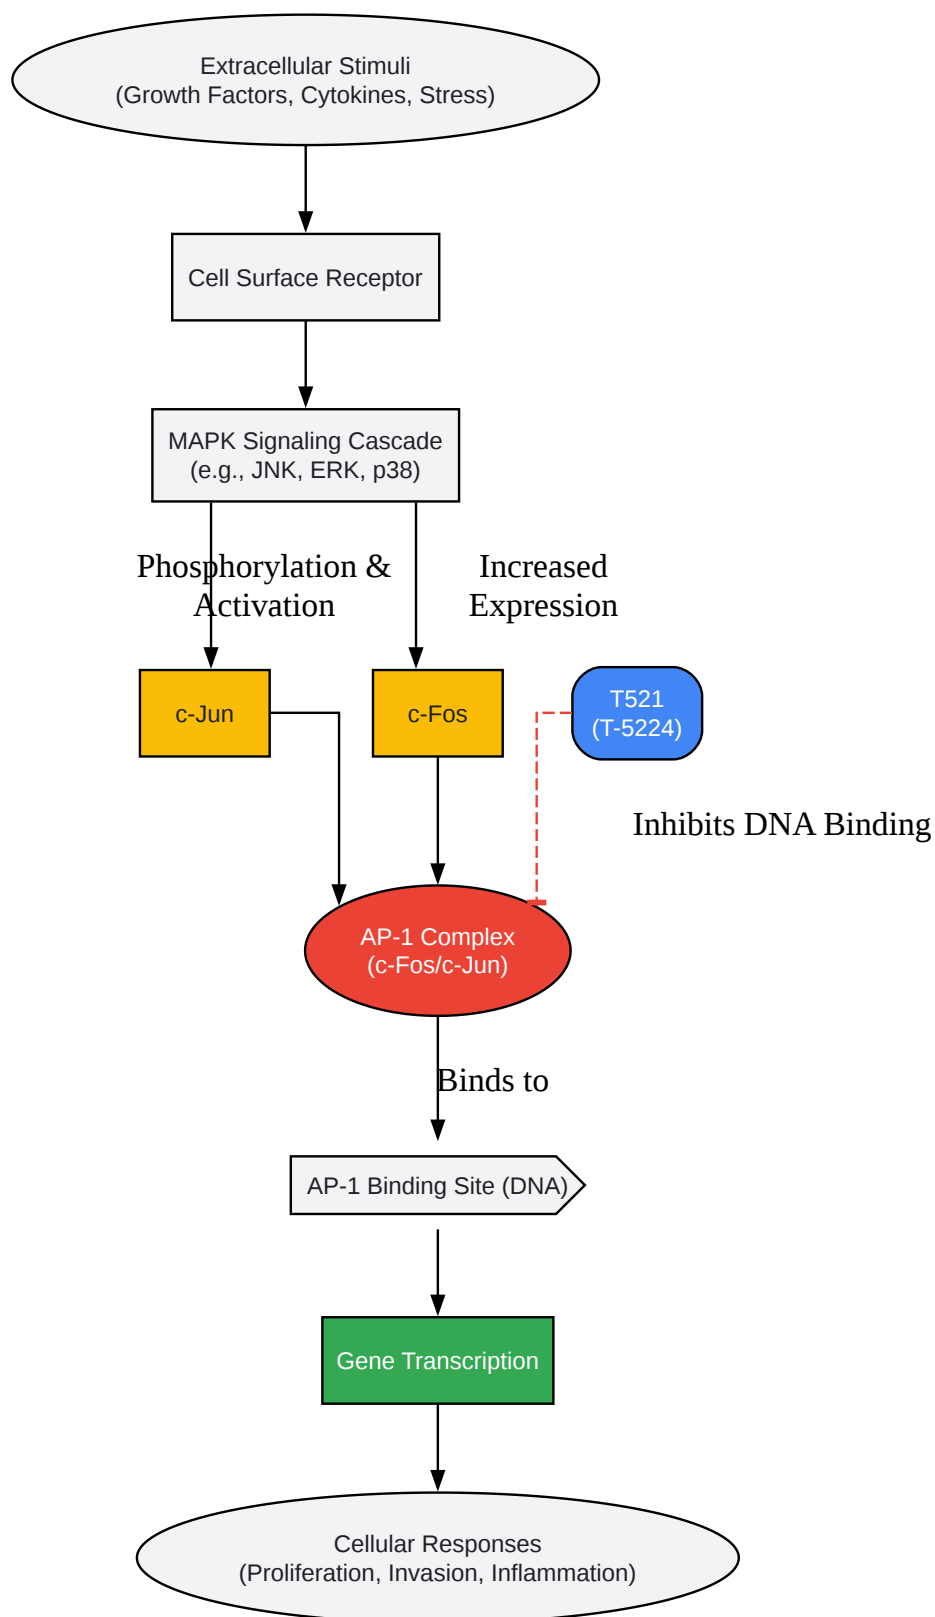 Extracellular Stimuli
(Growth Factors, Cytokines, Stress)
Cell Surface Receptor
MAPK Signaling Cascade
(e.g., JNK, ERK, p38)
Phosphorylation &
Activation
Increased
Expression
c-Jun
c-Fos
T521
(T-5224)
Inhibits DNA Binding
AP-1 Complex
(c-Fos/c-Jun)
Binds to
AP-1 Binding Site (DNA)
Gene Transcription
Cellular Responses
(Proliferation, Invasion, Inflammation)